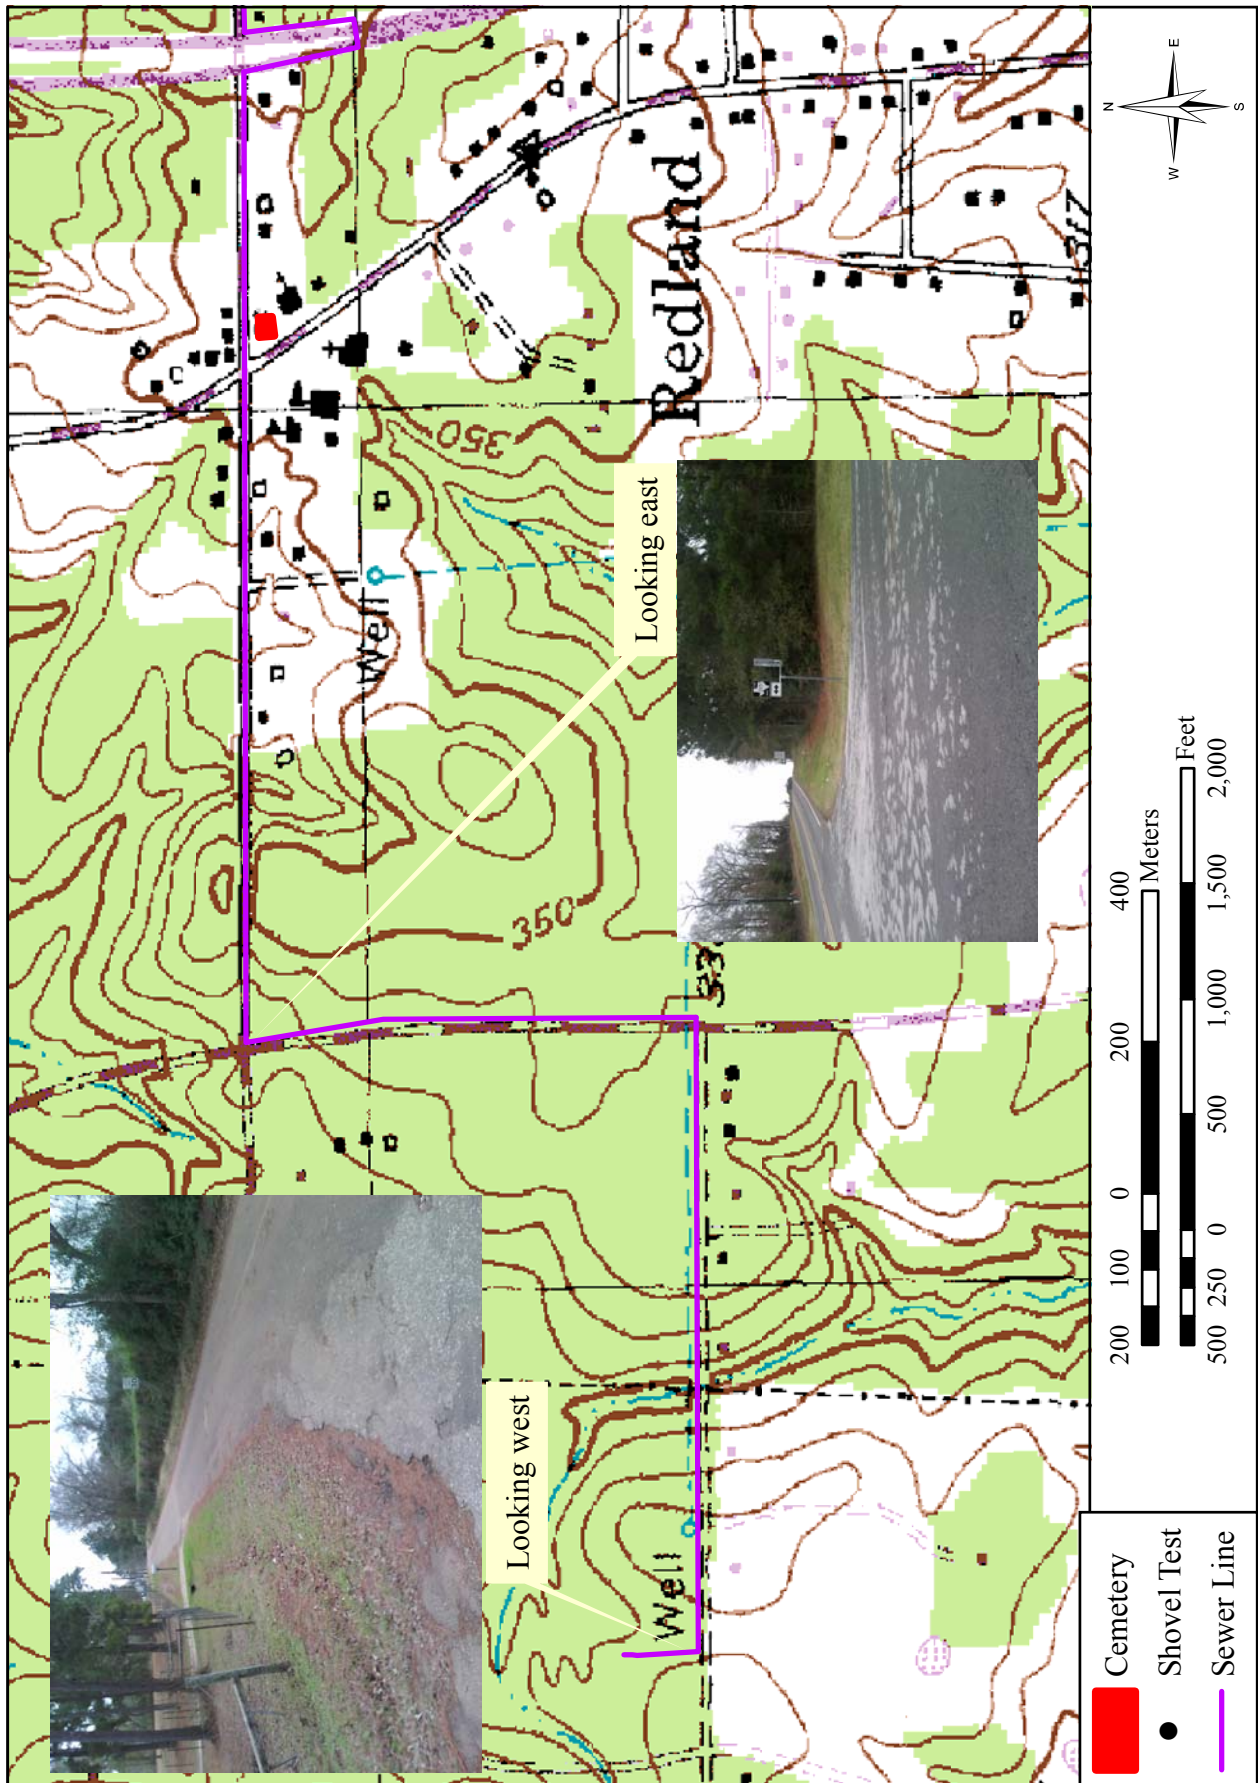 350
Well
Redland
317
Looking east
350
Looking west
Well
N
W
E
S
200 100 0 200 400
Meters
500 250 0 500 1,000 1,500 2,000
Feet
Cemetery
Shovel Test
Sewer Line